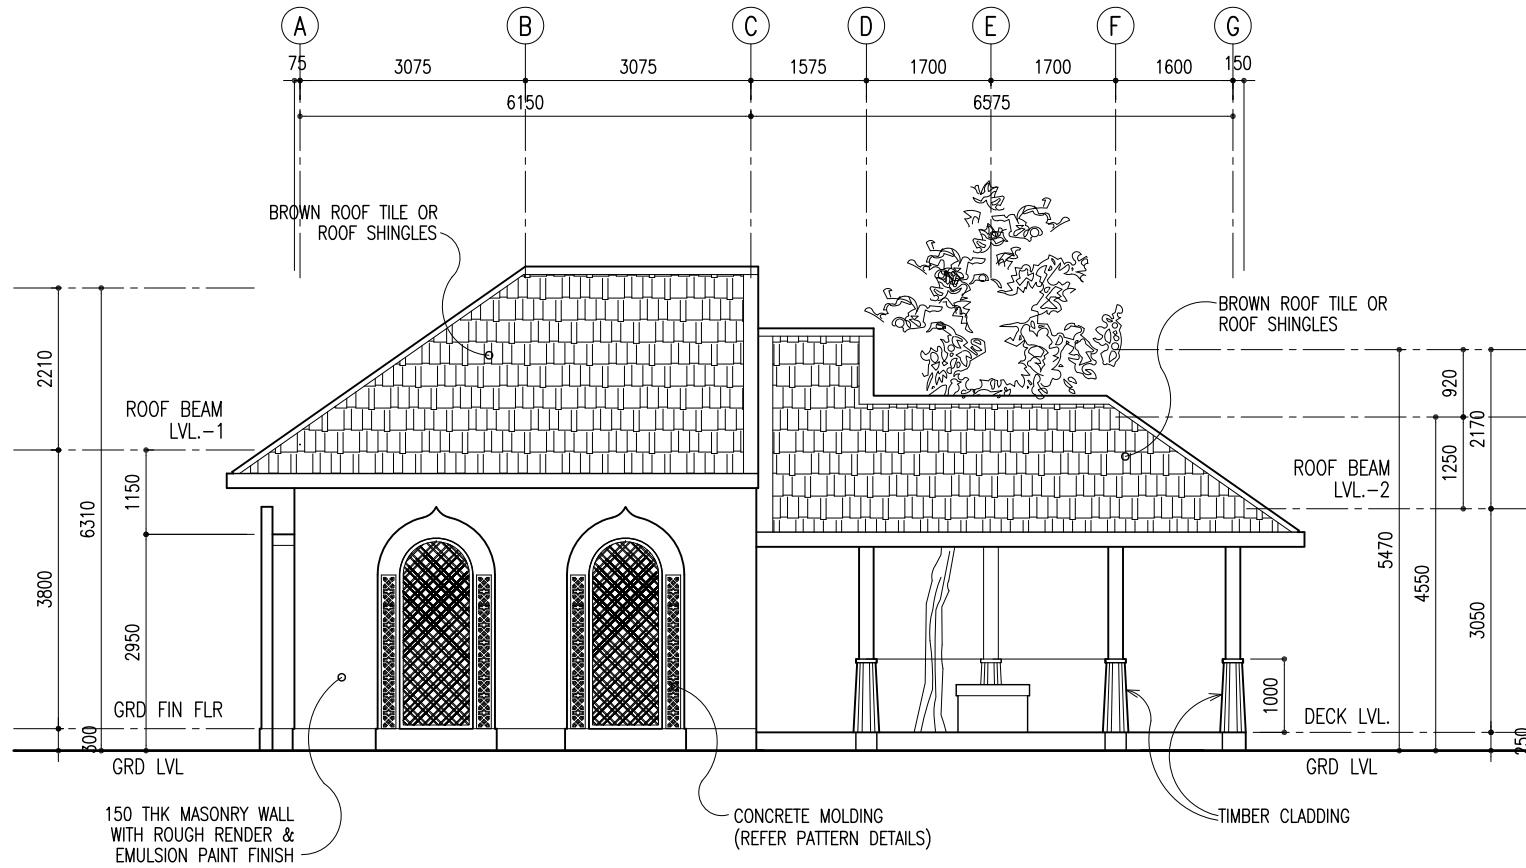 A B C D E F G
75 3075 3075 1575 1700 1700 1600 150
6150 6575
BROWN ROOF TILE OR
ROOF SHINGLES
BROWN ROOF TILE OR
ROOF SHINGLES
2210
920
2170
ROOF BEAM
LVL.-1
1250
ROOF BEAM
LVL.-2
1150
6310
5470
4550
3800
2950
3050
1000
GRD FIN FLR
DECK LVL.
300
250
GRD LVL
GRD LVL
150 THK MASONRY WALL
WITH ROUGH RENDER &
EMULSION PAINT FINISH
CONCRETE MOLDING
(REFER PATTERN DETAILS)
TIMBER CLADDING